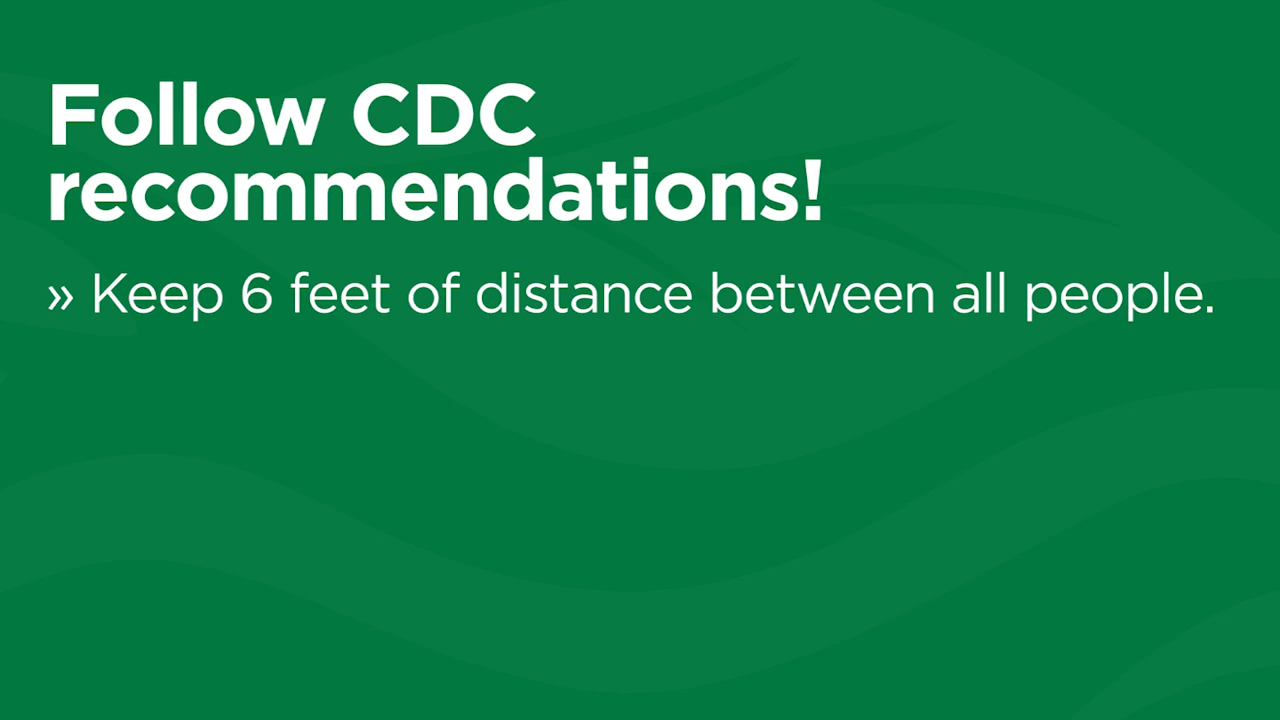 Follow CDC
recommendations!
» Keep 6 feet of distance between all people.